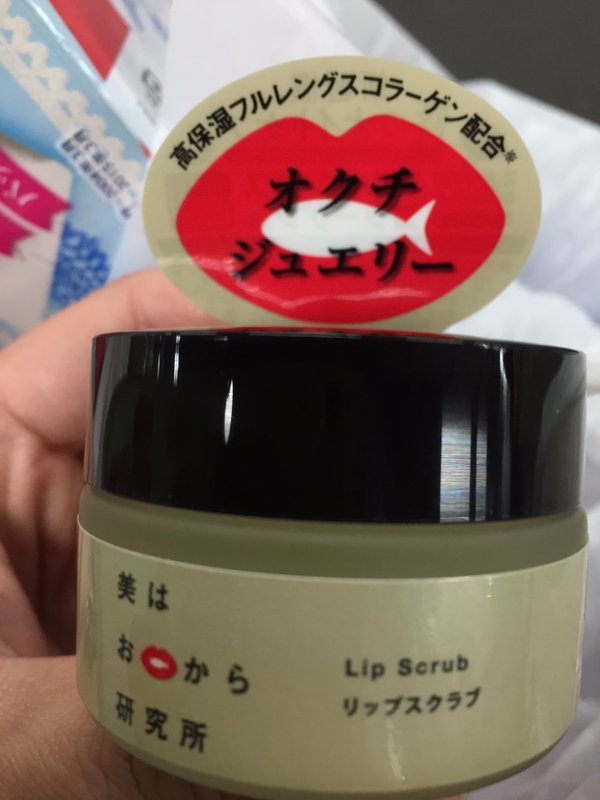 高保湿フルレングスコラーゲン配合※
オクチ
ジュエリー
美は
お から
研究所
Lip Scrub
リップスクラブ